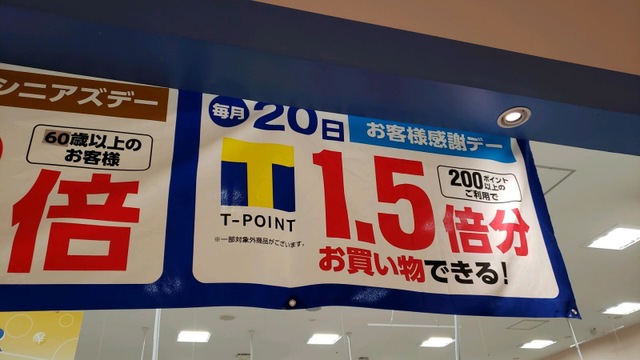 シニアズデー
60歳以上の
お客様
倍
毎月20日
お客様感謝デー
T-POINT
※一部対象外商品がございます。
200ポイント
以上の
ご利用で
1.5倍分
お買い物できる!